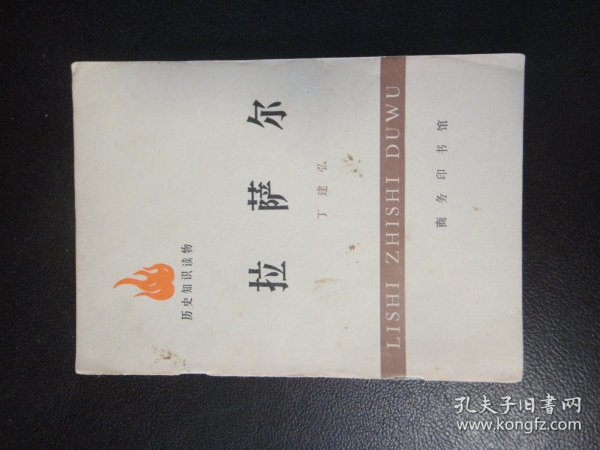 历史知识读物
拉萨尔
丁建弘
LISHI ZHISHI DUWU
商务印书馆
孔夫子旧书网
www.kongfz.com